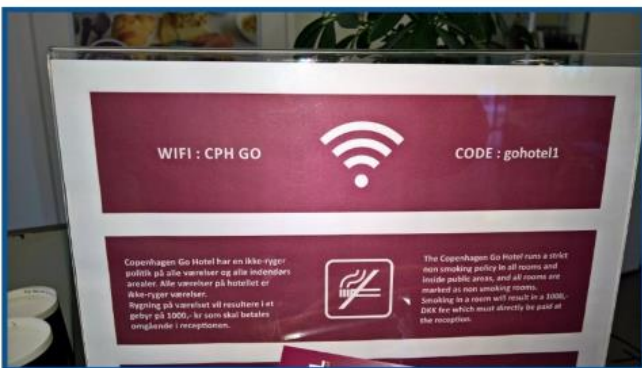 WIFI : CPH GO
CODE : gohotel1
Copenhagen Go Hotel har en ikke-ryger
politik på alle værelser og alle indendørs
arealer. Alle værelser på hotellet er
ikke-ryger værelser.
Rygning på værelset vil resultere i et
gebyr på 1000,- kr som skal betales
omgående i receptionen.
The Copenhagen Go Hotel runs a strict
non smoking policy in all rooms and
inside public areas, and all rooms are
marked as non smoking rooms.
Smoking in a room will result in a 1000,-
DKK fee which must directly be paid at
the reception.